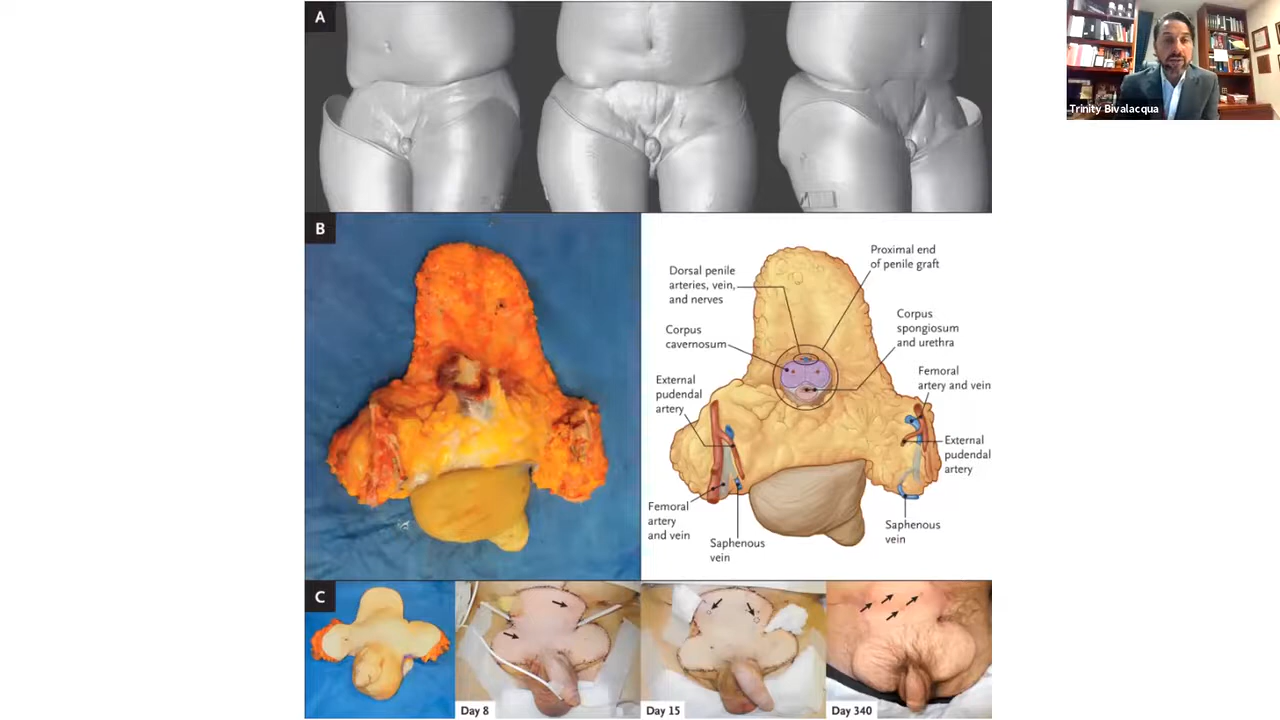 A
Trinity Bivalacqua
B
Proximal end
of penile graft
Dorsal penile
arteries, vein,
and nerves
Corpus
spongiosum
and urethra
Corpus
cavernosum
Femoral
artery and vein
External
pudendal
artery
External
pudendal
artery
Femoral
artery
and vein
Saphenous
vein
Saphenous
vein
C
Day 8
Day 15
Day 340